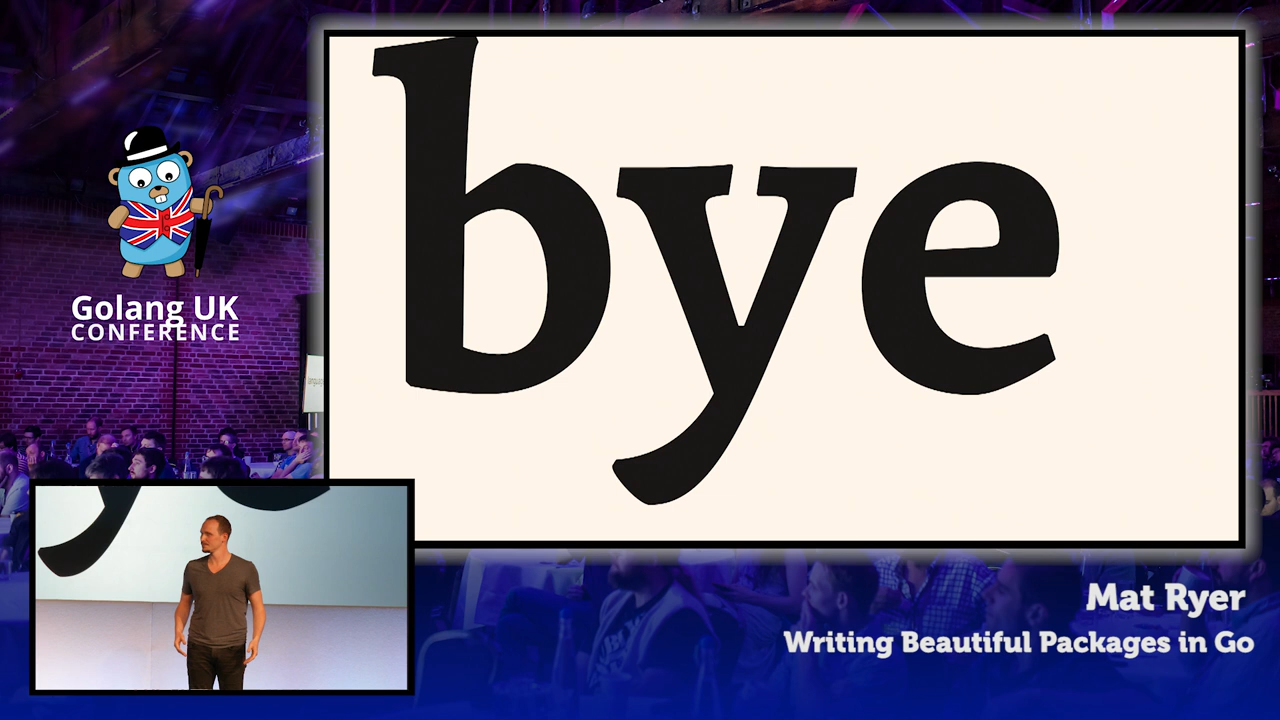 bye
Golang UK
CONFERENCE
Mat Ryer
Writing Beautiful Packages in Go